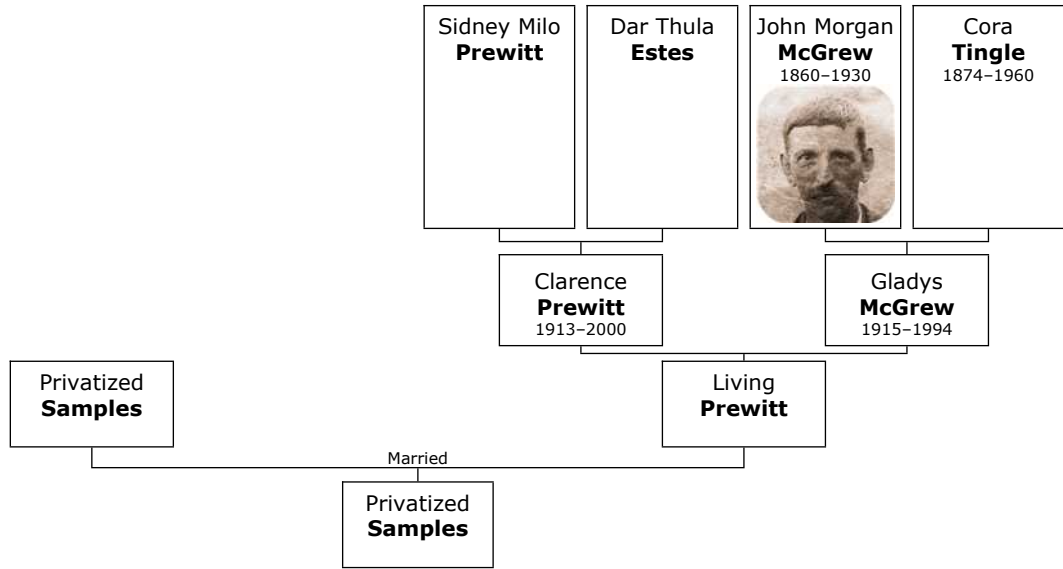 Sidney Milo
Prewitt
Dar Thula
Estes
John Morgan
McGrew
1860–1930
Cora
Tingle
1874–1960
Clarence
Prewitt
1913–2000
Gladys
McGrew
1915–1994
Privatized
Samples
Living
Prewitt
Married
Privatized
Samples